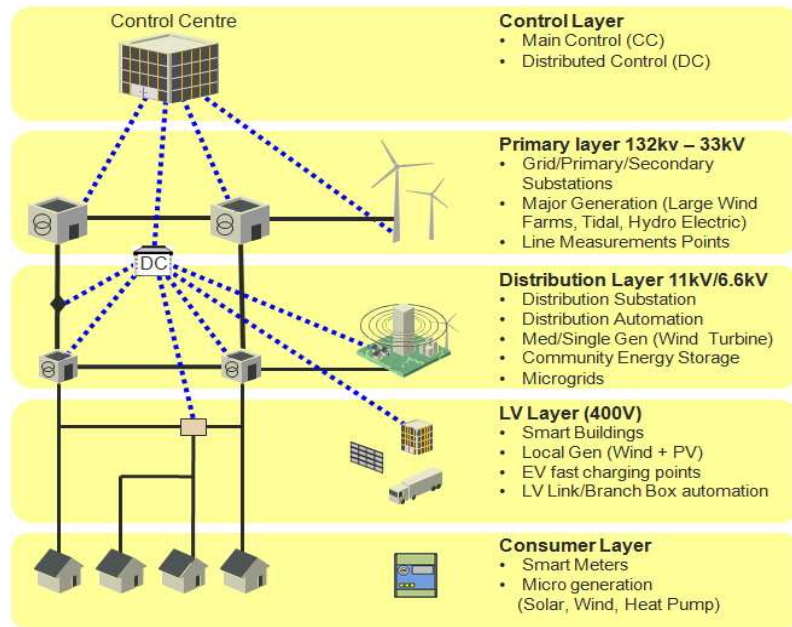 Control Centre
Control Layer
• Main Control (CC)
• Distributed Control (DC)
Primary layer 132kv – 33kV
• Grid/Primary/Secondary
Substations
• Major Generation (Large Wind
Farms, Tidal, Hydro Electric)
• Line Measurements Points
DC
Distribution Layer 11kV/6.6kV
• Distribution Substation
• Distribution Automation
• Med/Single Gen (Wind Turbine)
• Community Energy Storage
• Microgrids
LV Layer (400V)
• Smart Buildings
• Local Gen (Wind + PV)
• EV fast charging points
• LV Link/Branch Box automation
Consumer Layer
• Smart Meters
• Micro generation
(Solar, Wind, Heat Pump)